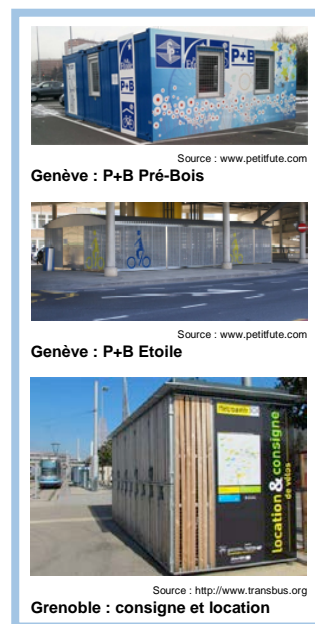 P+B
P+B
Source : www.petitfute.com
Genève : P+B Pré-Bois
Source : www.petitfute.com
Genève : P+B Etoile
location & consigne
de vélos
Source : http://www.transbus.org
Grenoble : consigne et location